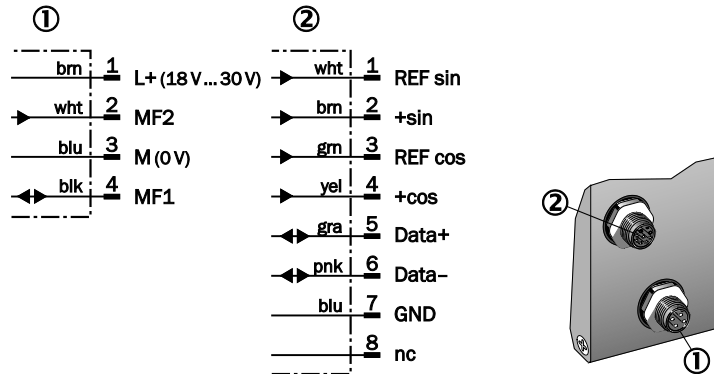 ① ②
brn 1 L+ (18 V ... 30 V)
wht 2 MF2
blu 3 M (0 V)
blk 4 MF1
wht 1 REF sin
brn 2 +sin
grn 3 REF cos
yel 4 +cos
gra 5 Data+
pnk 6 Data–
blu 7 GND
8 nc
②
①